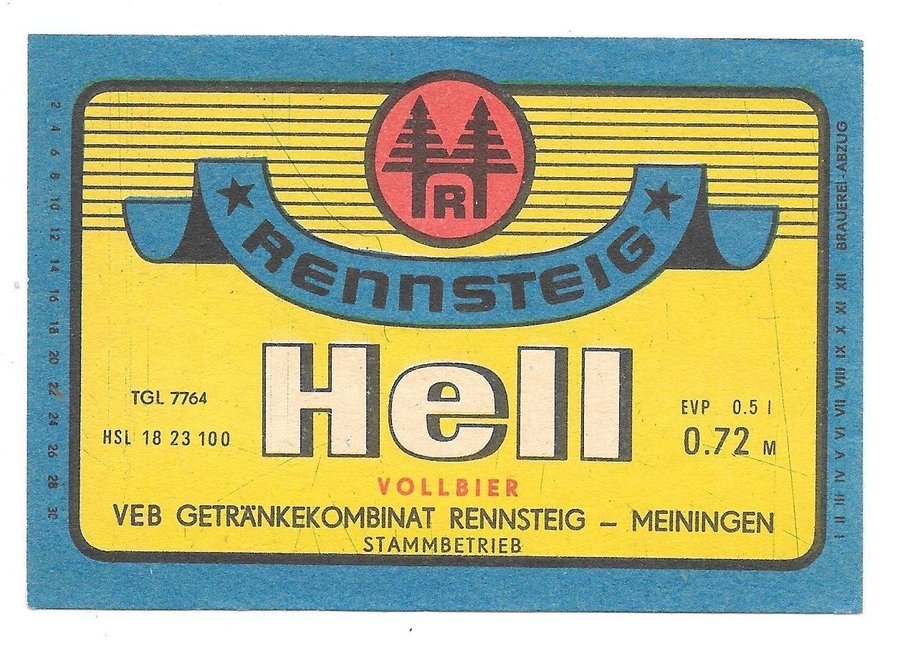 R
RENNSTEIG
Hell
TGL 7764
HSL 18 23 100
EVP 0.5 l
0.72 M
VOLLBIER
VEB GETRÄNKEKOMBINAT RENNSTEIG – MEININGEN
STAMMBETRIEB
2 4 6 8 10 12 14 16 18 20 22 24 26 28 30
I II III IV V VI VII VIII IX X XI XII BRAUEREI-ABZUG